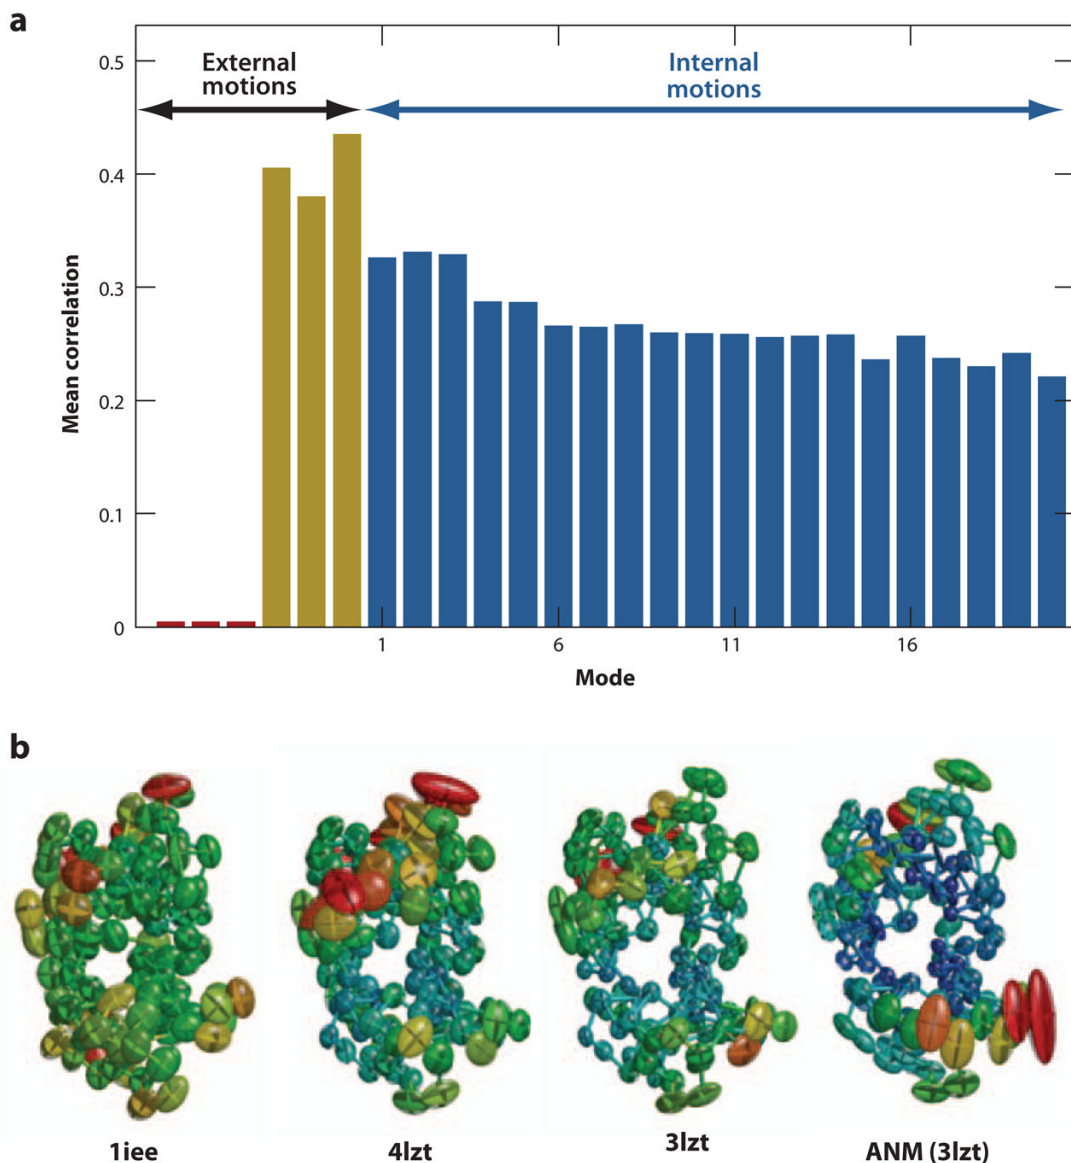 a
0.5
0.4
0.3
0.2
0.1
0
Mean correlation
External
motions
Internal
motions
1
6
11
16
Mode
b
1iee
4lzt
3lzt
ANM (3lzt)